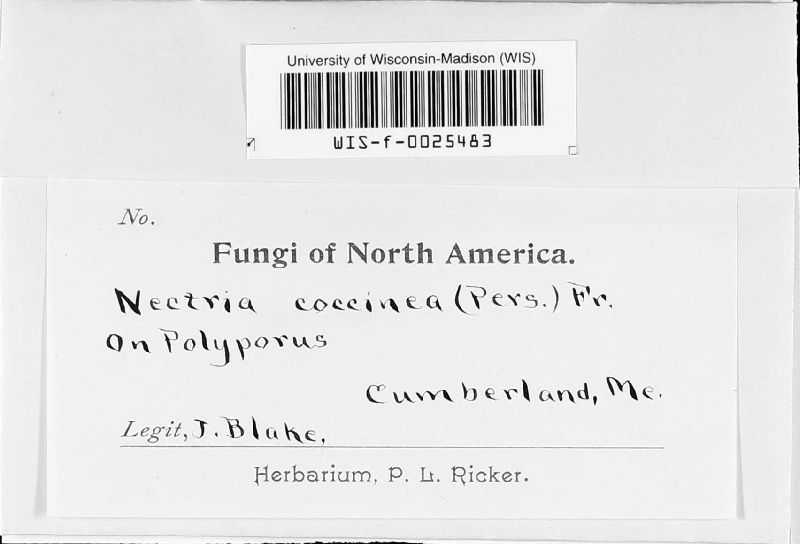 University of Wisconsin-Madison (WIS)
WIS-f-0025483
No.
Fungi of North America.
Nectria coccinea (Pers.) Fr.
On Polyporus
Cumberland, Me.
Legit, J. Blake.
Herbarium, P. L. Ricker.